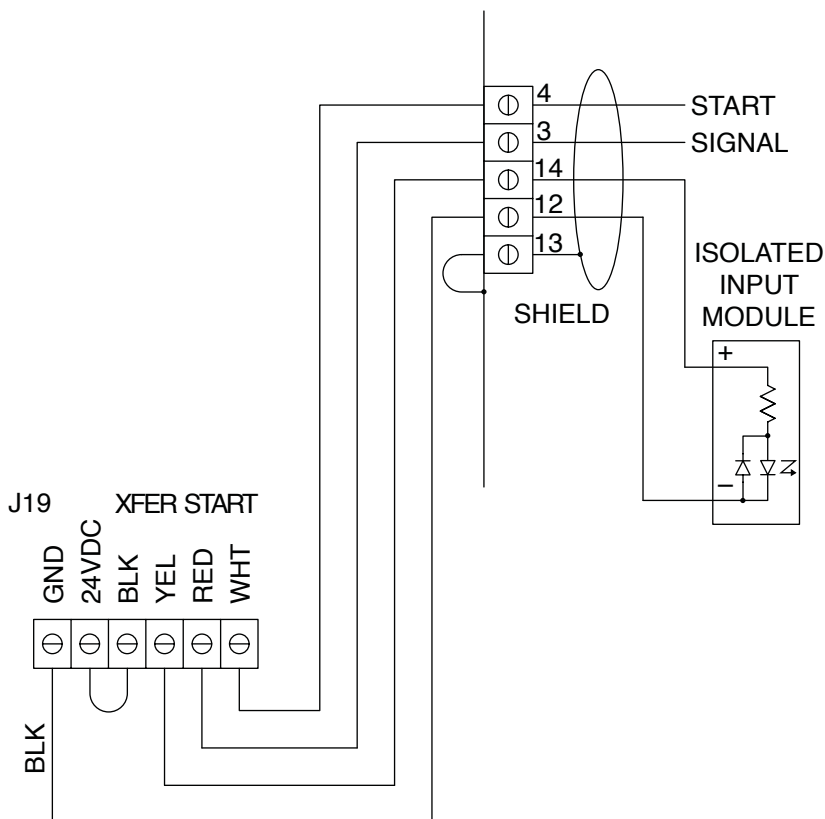 4
START
3
SIGNAL
14
12
13
ISOLATED
INPUT
MODULE
SHIELD
+
–
J19
XFER START
GND
24VDC
BLK
YEL
RED
WHT
BLK